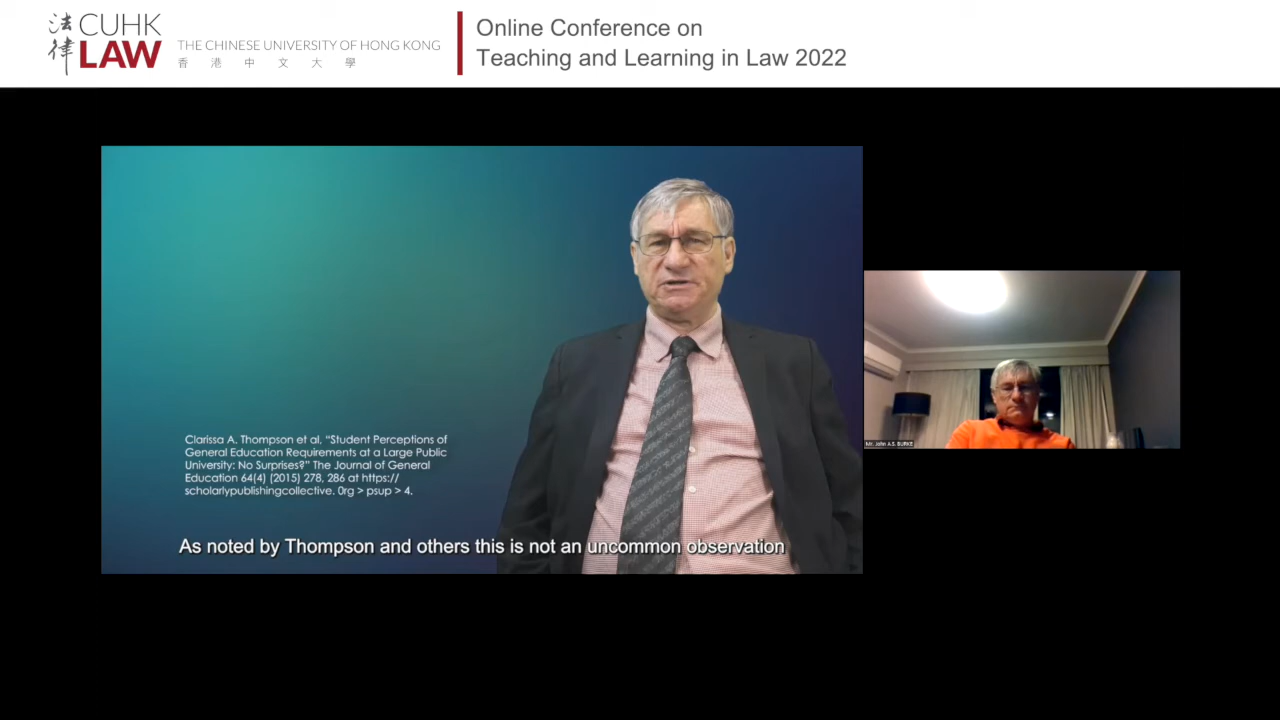 法律
CUHK
LAW
THE CHINESE UNIVERSITY OF HONG KONG
香港中文大學
Online Conference on
Teaching and Learning in Law 2022
Clarissa A. Thompson et al, “Student Perceptions of
General Education Requirements at a Large Public
University: No Surprises?” The Journal of General
Education 64(4) (2015) 278, 286 at https://
scholarlypublishingcollective. 0rg > psup > 4.
As noted by Thompson and others this is not an uncommon observation
Mr. John A.S. BURKE